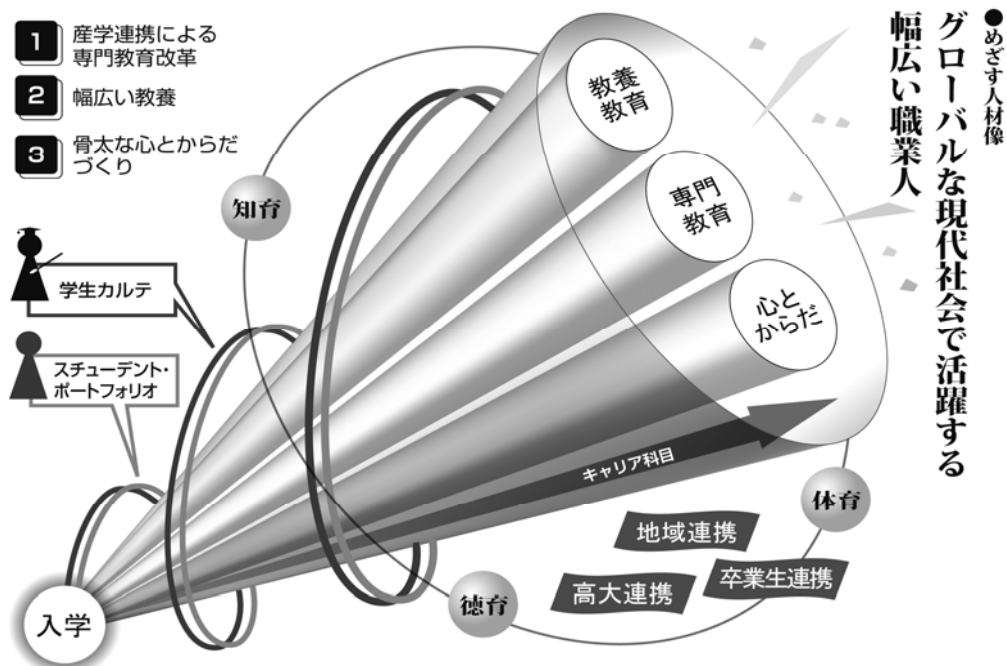 ●めざす人材像
グローバルな現代社会で活躍する
幅広い職業人
1 産学連携による
専門教育改革
2 幅広い教養
3 骨太な心とからだ
づくり
教養
教育
専門
教育
心と
からだ
知育
学生カルテ
スチューデント・
ポートフォリオ
キャリア科目
体育
地域連携
卒業生連携
高大連携
徳育
入学